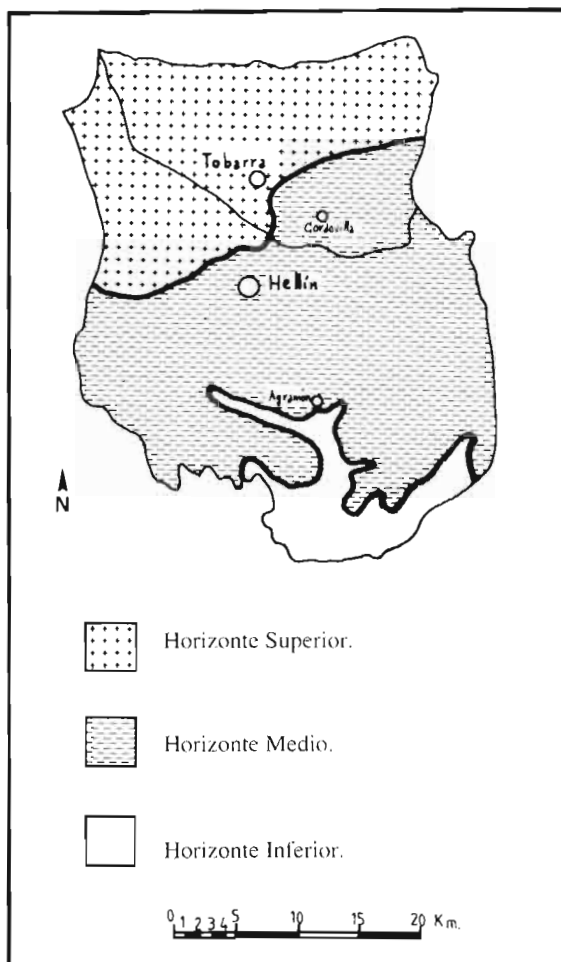 Tobarra
Cordovilla
Hellín
Agramón
N
Horizonte Superior.
Horizonte Medio.
Horizonte Inferior.
0 1 2 3 4 5 10 15 20 Km.